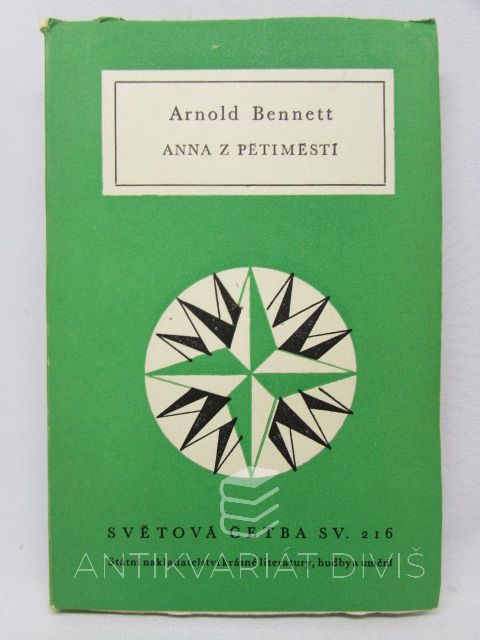 Arnold Bennett
ANNA Z PĚTIMĚSTÍ
SVĚTOVÁ ČETBA SV. 216
Státní nakladatelství krásné literatury, hudby a umění
ANTIKVARIÁT DIVIŠ